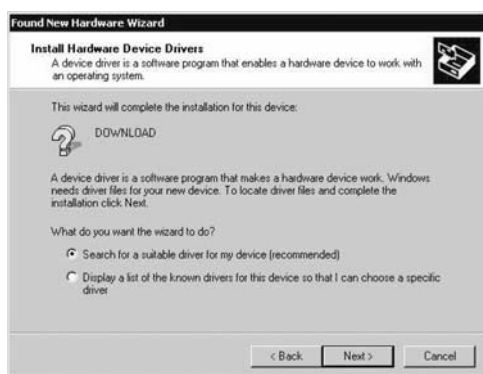 Found New Hardware Wizard
Install Hardware Device Drivers
A device driver is a software program that enables a hardware device to work with
an operating system.
This wizard will complete the installation for this device:
DOWNLOAD
A device driver is a software program that makes a hardware device work. Windows
needs driver files for your new device. To locate driver files and complete the
installation click Next.
What do you want the wizard to do?
Search for a suitable driver for my device (recommended)
Display a list of the known drivers for this device so that I can choose a specific
driver
< Back Next > Cancel